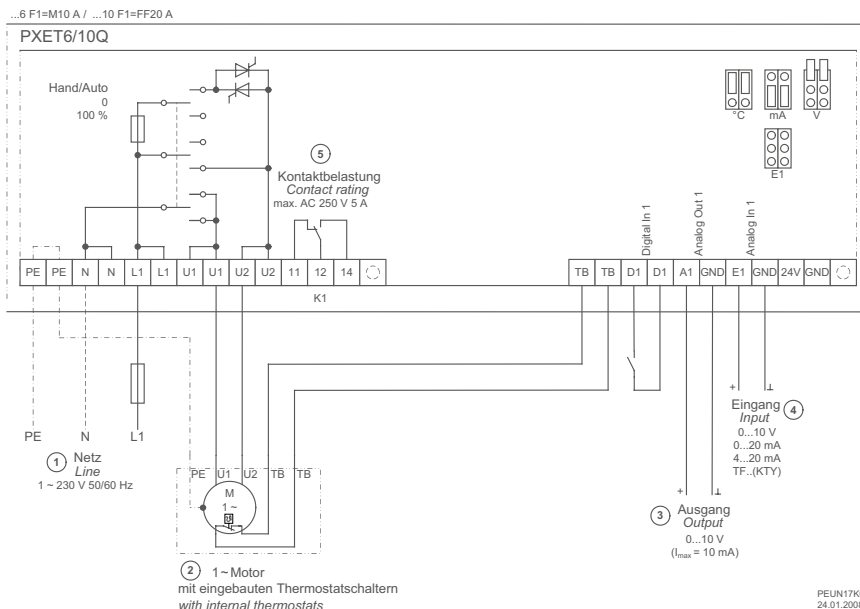 ...6 F1=M10 A / ...10 F1=FF20 A
PXET6/10Q
Hand/Auto
0
100 %
5
Kontaktbelastung
Contact rating
max. AC 250 V 5 A
°C mA V
E1
Digital In 1
Analog Out 1
Analog In 1
PE PE N N L1 L1 U1 U1 U2 U2 11 12 14
TB TB D1 D1 A1 GND E1 GND 24V GND
K1
PE N L1
1 Netz
Line
1 ~ 230 V 50/60 Hz
+ ⊥
Eingang 4
Input
0...10 V
0...20 mA
4...20 mA
TF..(KTY)
PE U1 U2 TB TB
M
1 ~
+ ⊥
3 Ausgang
Output
0...10 V
(Imax = 10 mA)
2 1~Motor
mit eingebauten Thermostatschaltern
with internal thermostats
24.01.2008